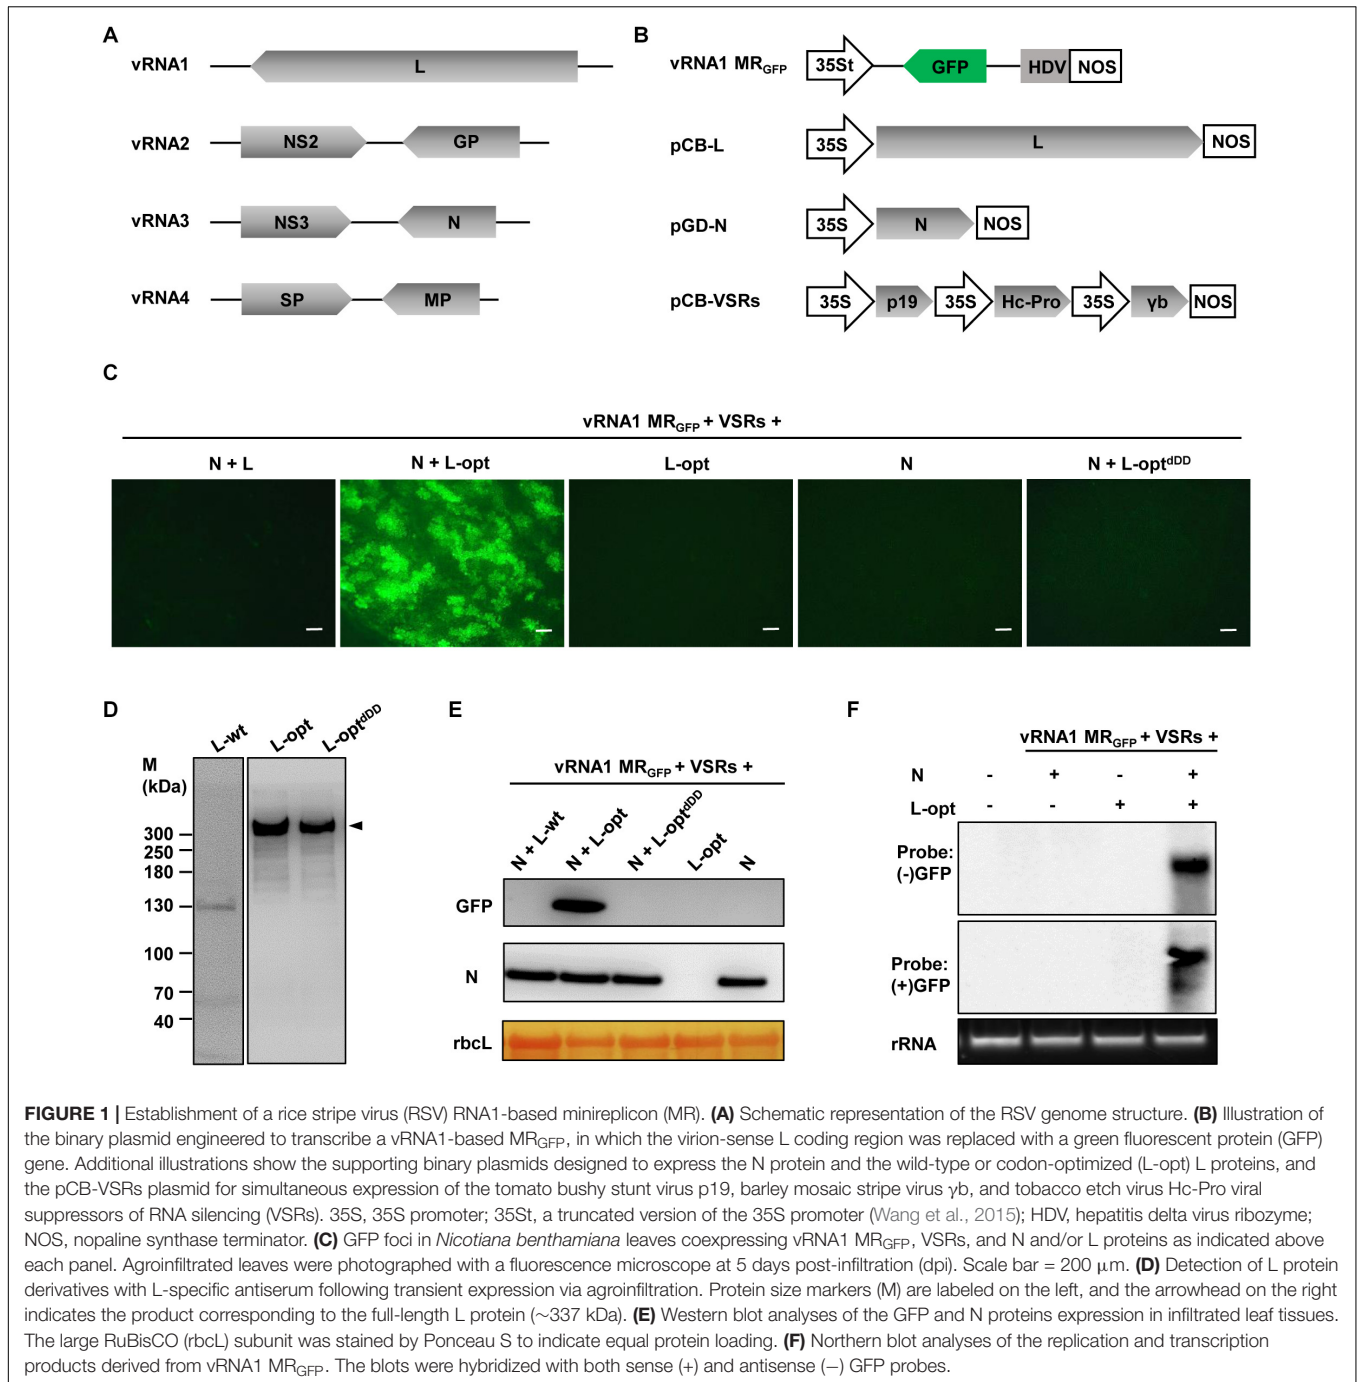 A
vRNA1
L
vRNA2
NS2
GP
vRNA3
NS3
N
vRNA4
SP
MP
B
vRNA1 MRGFP
35St
GFP
HDV
NOS
pCB-L
35S
L
NOS
pGD-N
35S
N
NOS
pCB-VSRs
35S
p19
35S
Hc-Pro
35S
γb
NOS
C
vRNA1 MRGFP + VSRs +
N + L
N + L-opt
L-opt
N
N + L-optdDD
D
L-wt
L-opt
L-optdDD
M
(kDa)
300
250
180
130
100
70
40
E
vRNA1 MRGFP + VSRs +
N + L-wt
N + L-opt
N + L-optdDD
L-opt
N
GFP
N
rbcL
F
vRNA1 MRGFP + VSRs +
N - + - +
L-opt - - + +
Probe:
(-)GFP
Probe:
(+)GFP
rRNA
FIGURE 1 | Establishment of a rice stripe virus (RSV) RNA1-based minireplicon (MR). (A) Schematic representation of the RSV genome structure. (B) Illustration of
the binary plasmid engineered to transcribe a vRNA1-based MRGFP, in which the virion-sense L coding region was replaced with a green fluorescent protein (GFP)
gene. Additional illustrations show the supporting binary plasmids designed to express the N protein and the wild-type or codon-optimized (L-opt) L proteins, and
the pCB-VSRs plasmid for simultaneous expression of the tomato bushy stunt virus p19, barley mosaic stripe virus γb, and tobacco etch virus Hc-Pro viral
suppressors of RNA silencing (VSRs). 35S, 35S promoter; 35St, a truncated version of the 35S promoter (Wang et al., 2015); HDV, hepatitis delta virus ribozyme;
NOS, nopaline synthase terminator. (C) GFP foci in Nicotiana benthamiana leaves coexpressing vRNA1 MRGFP, VSRs, and N and/or L proteins as indicated above
each panel. Agroinfiltrated leaves were photographed with a fluorescence microscope at 5 days post-infiltration (dpi). Scale bar = 200 μm. (D) Detection of L protein
derivatives with L-specific antiserum following transient expression via agroinfiltration. Protein size markers (M) are labeled on the left, and the arrowhead on the right
indicates the product corresponding to the full-length L protein (~337 kDa). (E) Western blot analyses of the GFP and N proteins expression in infiltrated leaf tissues.
The large RuBisCO (rbcL) subunit was stained by Ponceau S to indicate equal protein loading. (F) Northern blot analyses of the replication and transcription
products derived from vRNA1 MRGFP. The blots were hybridized with both sense (+) and antisense (−) GFP probes.